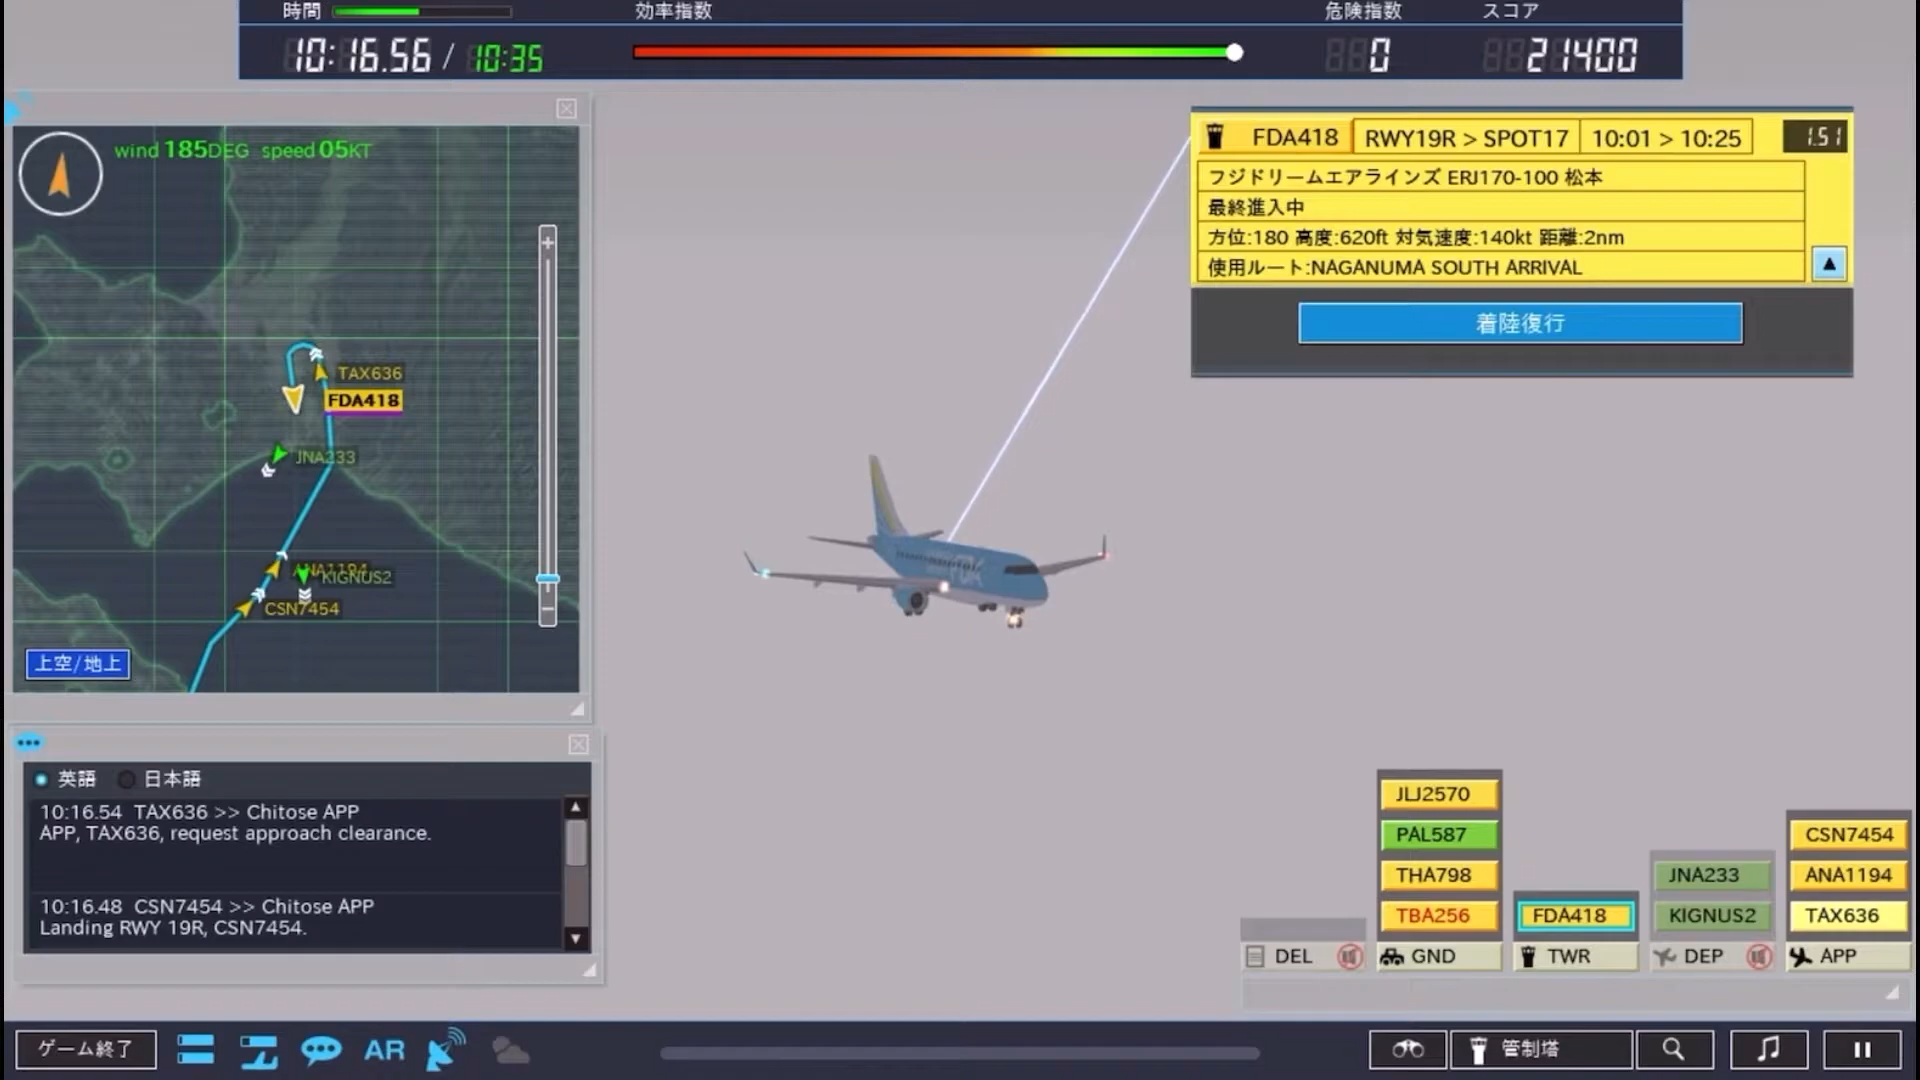 時間
効率指数
危険指数
スコア
10:16.56 / 10:35
0
21400
wind 185DEG speed 05KT
TAX636
FDA418
JNA233
ANA1194
KIGNUS2
CSN7454
上空/地上
FDA418 RWY19R > SPOT17 10:01 > 10:25 1.51
フジドリームエアラインズ ERJ170-100 松本
最終進入中
方位:180 高度:620ft 対気速度:140kt 距離:2nm
使用ルート:NAGANUMA SOUTH ARRIVAL
着陸復行
英語 日本語
10:16.54 TAX636 >> Chitose APP
APP, TAX636, request approach clearance.
10:16.48 CSN7454 >> Chitose APP
Landing RWY 19R, CSN7454.
DEL
JLJ2570
PAL587
THA798
TBA256
GND
FDA418
TWR
JNA233
KIGNUS2
DEP
CSN7454
ANA1194
TAX636
APP
ゲーム終了
AR
管制塔